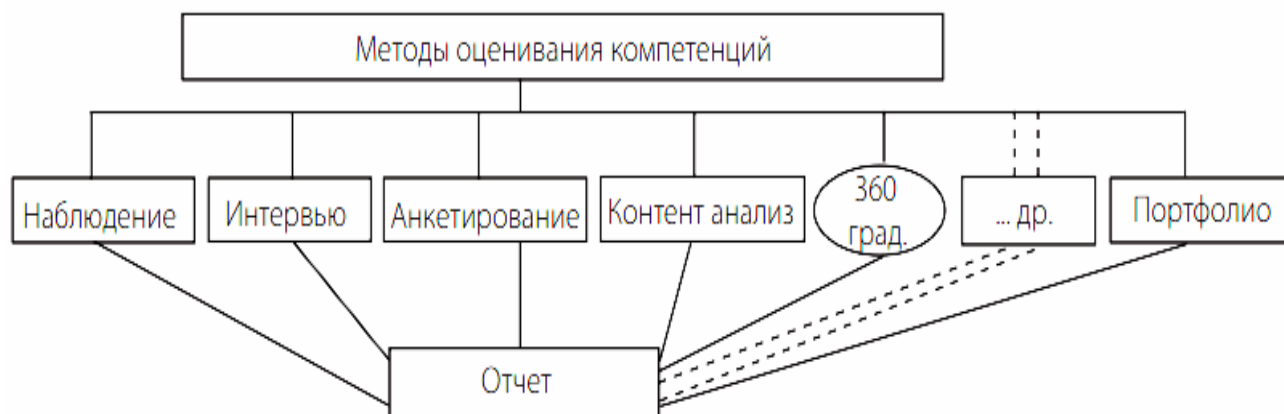 Методы оценивания компетенций
Наблюдение
Интервью
Анкетирование
Контент анализ
360
град.
... др.
Портфолио
Отчет